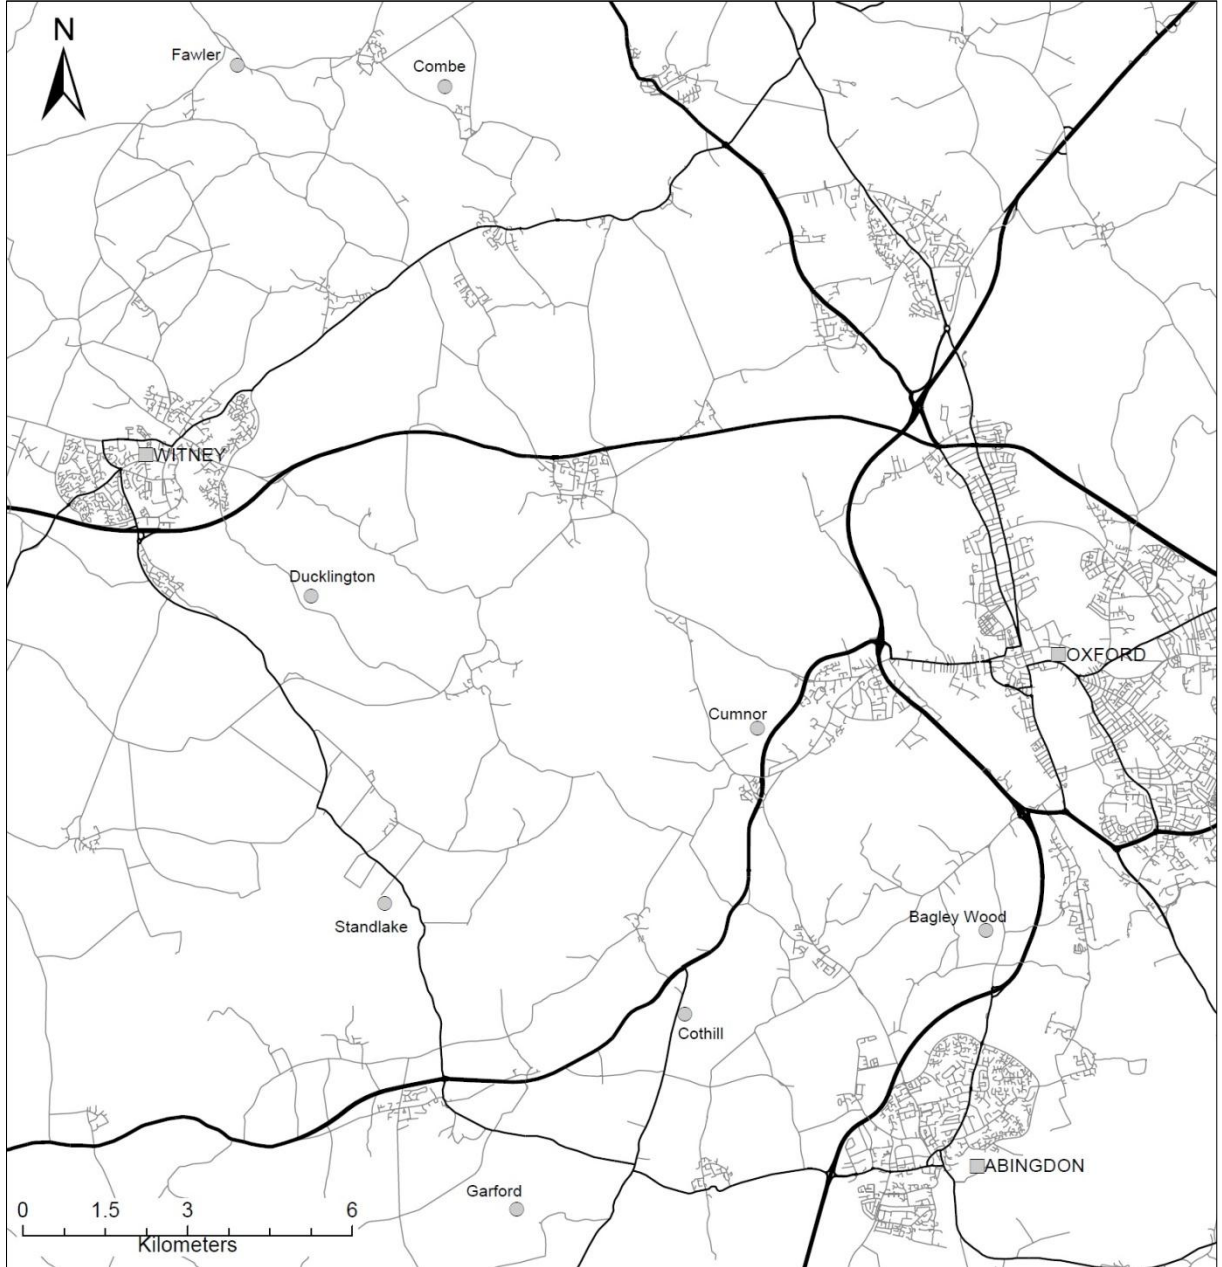 N
Fawler
Combe
WITNEY
Ducklington
OXFORD
Cumnor
Standlake
Bagley Wood
Cothill
ABINGDON
Garford
0 1.5 3 6
Kilometers